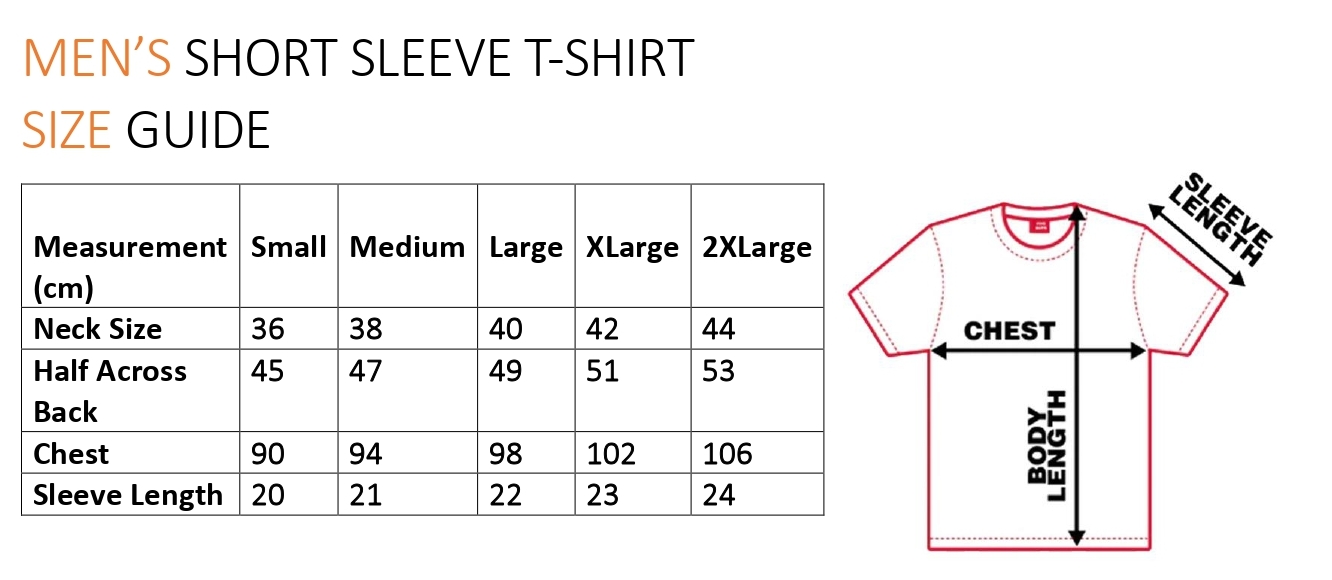 MEN'S SHORT SLEEVE T-SHIRT
SIZE GUIDE
Measurement (cm) Small Medium Large XLarge 2XLarge
Neck Size 36 38 40 42 44
Half Across Back 45 47 49 51 53
Chest 90 94 98 102 106
Sleeve Length 20 21 22 23 24
SLEEVE
LENGTH
CHEST
BODY
LENGTH